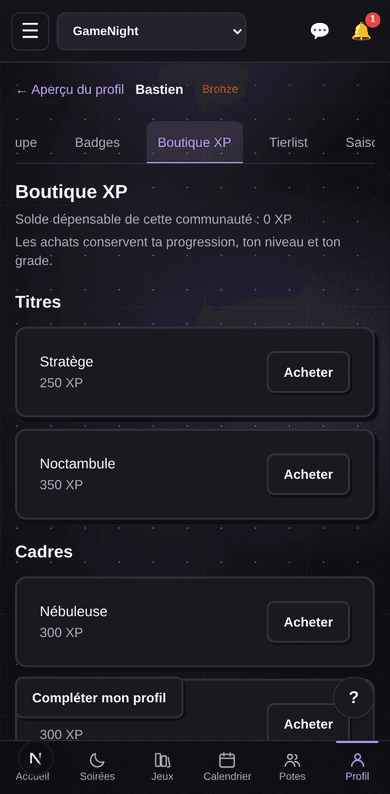 GameNight
1
← Aperçu du profil Bastien Bronze
upe Badges Boutique XP Tierlist Saisc
Boutique XP
Solde dépensable de cette communauté : 0 XP
Les achats conservent ta progression, ton niveau et ton
grade.
Titres
Stratège
250 XP
Acheter
Noctambule
350 XP
Acheter
Cadres
Nébuleuse
300 XP
Acheter
Compléter mon profil
?
300 XP
Acheter
N
Accueil Soirées Jeux Calendrier Potes Profil